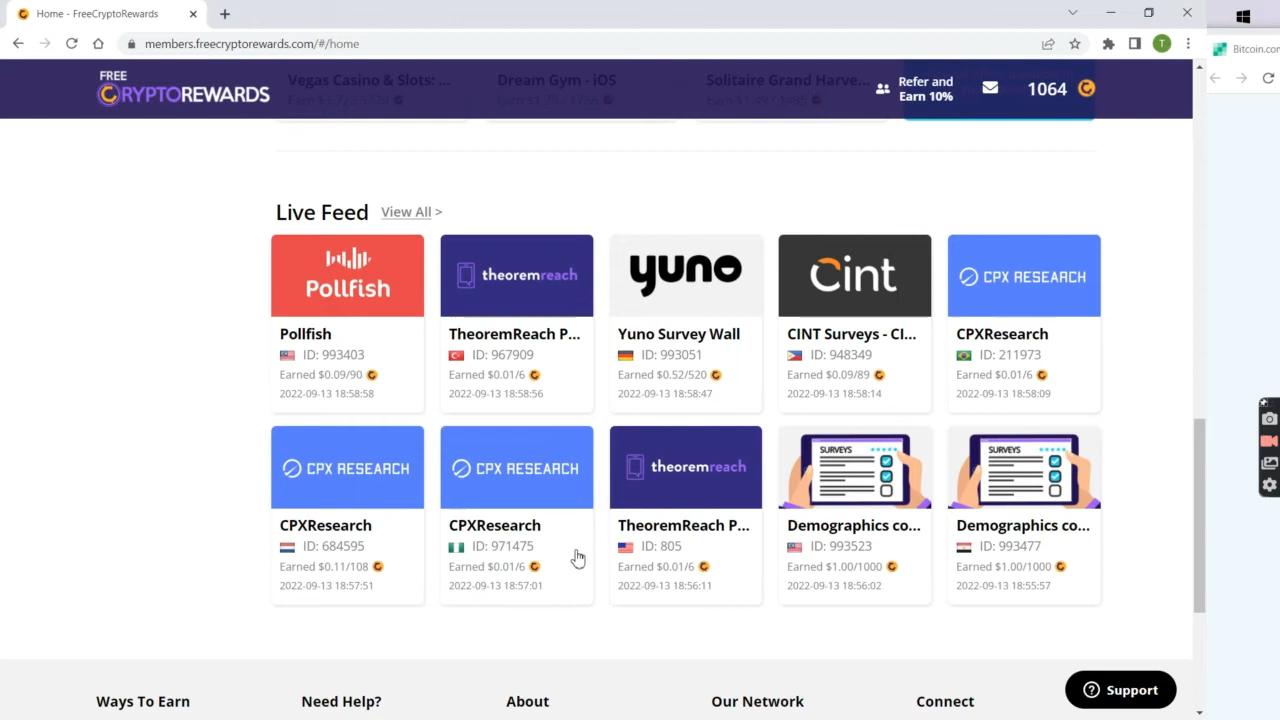 Home - FreeCryptoRewards
Bitcoin.com
members.freecryptorewards.com/#/home
T
FREE
CRYPTOREWARDS
Vegas Casino & Slots: ...
Dream Gym - iOS
Solitaire Grand Harve...
Refer and
Earn 10%
1064
Live Feed View All >
Pollfish
theoremreach
yuno
Cint
CPX RESEARCH
Pollfish
ID: 993403
Earned $0.09/90
2022-09-13 18:58:58
TheoremReach P...
ID: 967909
Earned $0.01/6
2022-09-13 18:58:56
Yuno Survey Wall
ID: 993051
Earned $0.52/520
2022-09-13 18:58:47
CINT Surveys - CI...
ID: 948349
Earned $0.09/89
2022-09-13 18:58:14
CPXResearch
ID: 211973
Earned $0.01/6
2022-09-13 18:58:09
CPX RESEARCH
CPX RESEARCH
theoremreach
SURVEYS
SURVEYS
CPXResearch
ID: 684595
Earned $0.11/108
2022-09-13 18:57:51
CPXResearch
ID: 971475
Earned $0.01/6
2022-09-13 18:57:01
TheoremReach P...
ID: 805
Earned $0.01/6
2022-09-13 18:56:11
Demographics co...
ID: 993523
Earned $1.00/1000
2022-09-13 18:56:02
Demographics co...
ID: 993477
Earned $1.00/1000
2022-09-13 18:55:57
Ways To Earn
Need Help?
About
Our Network
Connect
Support